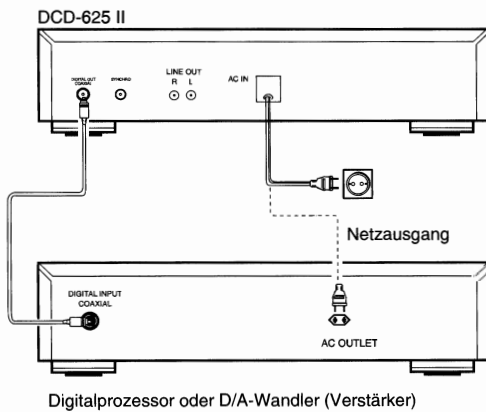 DCD-625 II
DIGITAL OUT
COAXIAL
SYNCHRO
LINE OUT
R L
AC IN
Netzausgang
DIGITAL INPUT
COAXIAL
AC OUTLET
Digitalprozessor oder D/A-Wandler (Verstärker)